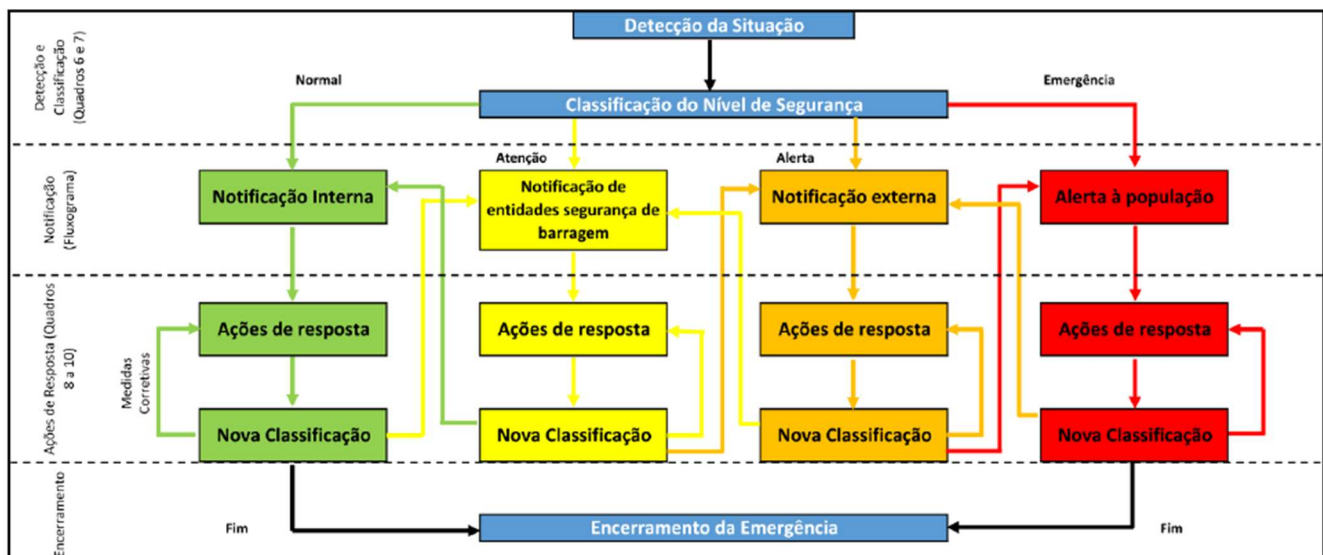 Detecção da Situação
Detecção e
Classificação
(Quadros 6 e 7)
Normal
Emergência
Classificação do Nível de Segurança
Atenção
Alerta
Notificação
(Fluxograma)
Notificação Interna
Notificação de
entidades segurança de
barragem
Notificação externa
Alerta à população
Ações de Resposta (Quadros
8 a 10)
Ações de resposta
Ações de resposta
Ações de resposta
Ações de resposta
Medidas
Corretivas
Nova Classificação
Nova Classificação
Nova Classificação
Nova Classificação
Encerramento
Fim
Encerramento da Emergência
Fim